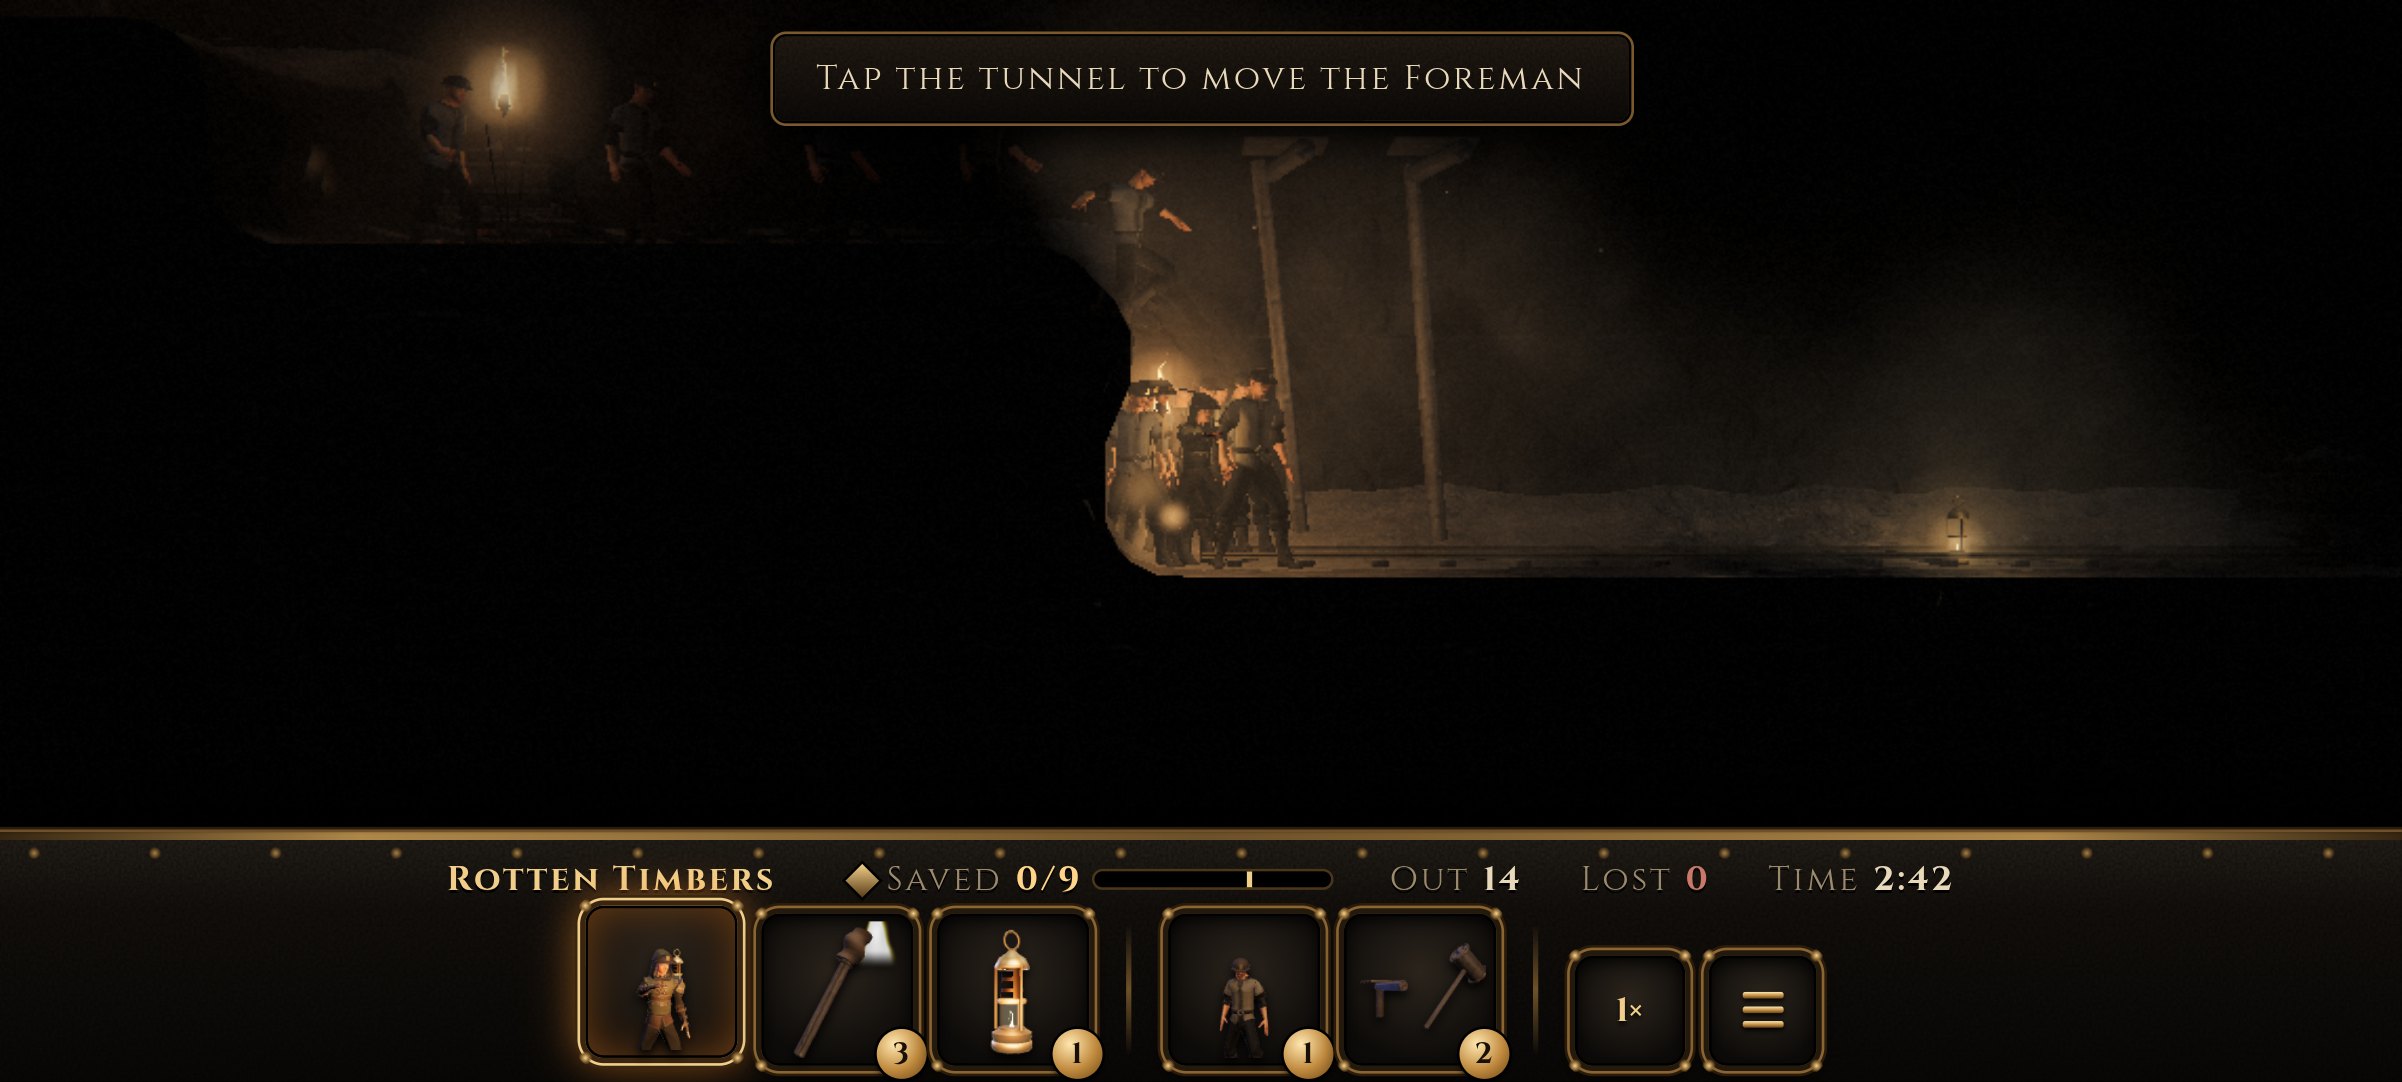 Tap the tunnel to move the Foreman
Rotten Timbers Saved 0/9 Out 14 Lost 0 Time 2:42
3 1 1 2 1×